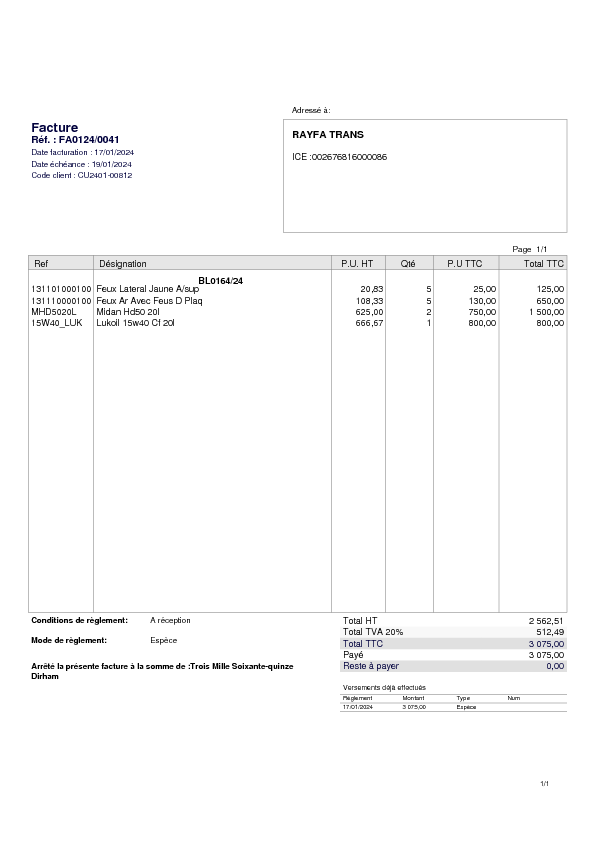 Adressé à:
Facture
Réf. : FA0124/0041
Date facturation : 17/01/2024
Date échéance : 19/01/2024
Code client : CU2401-00812
RAYFA TRANS
ICE :002676816000086
Page 1/1
Ref Désignation P.U. HT Qté P.U TTC Total TTC
BL0164/24
131101000100 Feux Lateral Jaune A/sup 20,83 5 25,00 125,00
131110000100 Feux Ar Avec Feus D Plaq 108,33 5 130,00 650,00
MHD5020L Midan Hd50 20l 625,00 2 750,00 1 500,00
15W40_LUK Lukoil 15w40 Cf 20l 666,67 1 800,00 800,00
Conditions de règlement: A réception
Mode de règlement: Espèce
Arrêté la présente facture à la somme de :Trois Mille Soixante-quinze
Dirham
Total HT 2 562,51
Total TVA 20% 512,49
Total TTC 3 075,00
Payé 3 075,00
Reste à payer 0,00
Versements déjà effectués
Règlement Montant Type Num
17/01/2024 3 075,00 Espèce
1/1